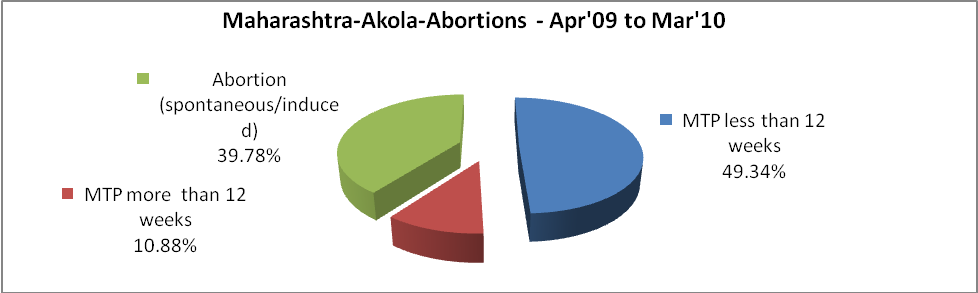 Maharashtra-Akola-Abortions - Apr'09 to Mar'10
Abortion
(spontaneous/induce
d)
39.78%
MTP less than 12
weeks
49.34%
MTP more than 12
weeks
10.88%